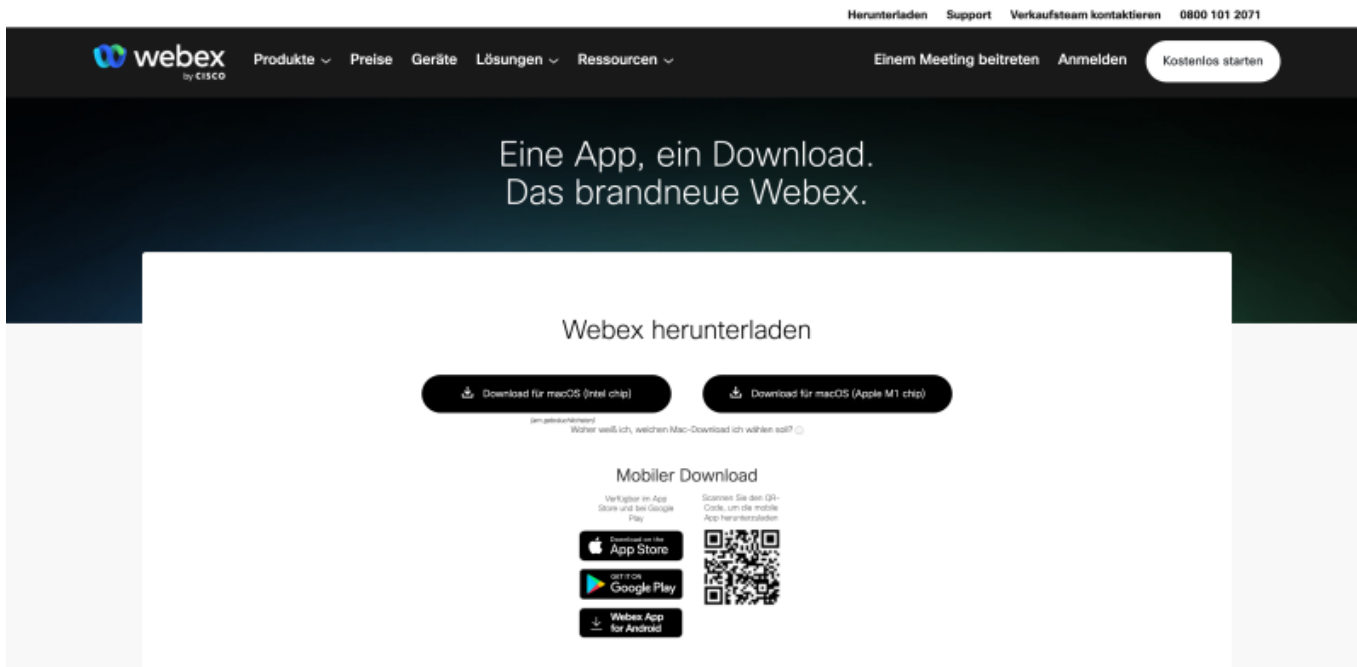 Herunterladen Support Verkaufsteam kontaktieren 0800 101 2071
webex by CISCO Produkte Preise Geräte Lösungen Ressourcen Einem Meeting beitreten Anmelden Kostenlos starten
Eine App, ein Download.
Das brandneue Webex.
Webex herunterladen
Download für macOS (Intel chip)
Download für macOS (Apple M1 chip)
(am gebräuchlichsten)
Woher weiß ich, welchen Mac-Download ich wählen soll?
Mobiler Download
Verfügbar im App
Store und bei Google
Play
Download on the
App Store
GET IT ON
Google Play
Webex App
for Android
Scannen Sie den QR-
Code, um die mobile
App herunterzuladen